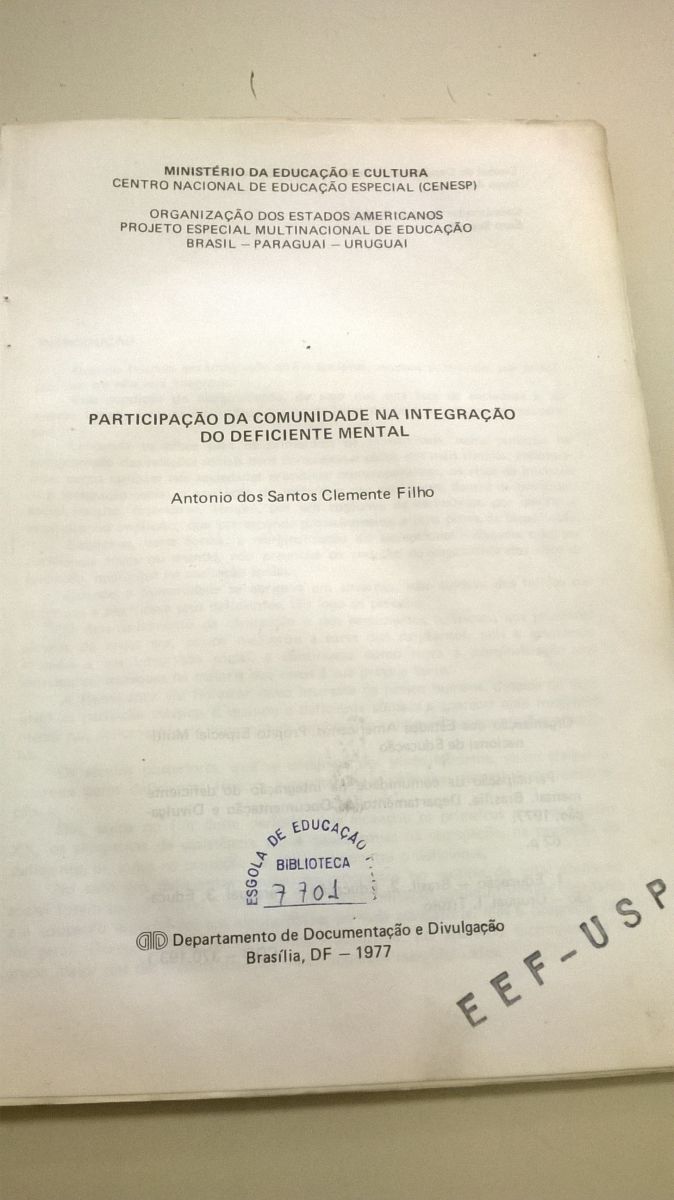 MINISTÉRIO DA EDUCAÇÃO E CULTURA
CENTRO NACIONAL DE EDUCAÇÃO ESPECIAL (CENESP)
ORGANIZAÇÃO DOS ESTADOS AMERICANOS
PROJETO ESPECIAL MULTINACIONAL DE EDUCAÇÃO
BRASIL – PARAGUAI – URUGUAI
PARTICIPAÇÃO DA COMUNIDADE NA INTEGRAÇÃO
DO DEFICIENTE MENTAL
Antonio dos Santos Clemente Filho
ESCOLA DE EDUCAÇÃO
BIBLIOTECA
7701
Departamento de Documentação e Divulgação
Brasília, DF – 1977
EEF-USP